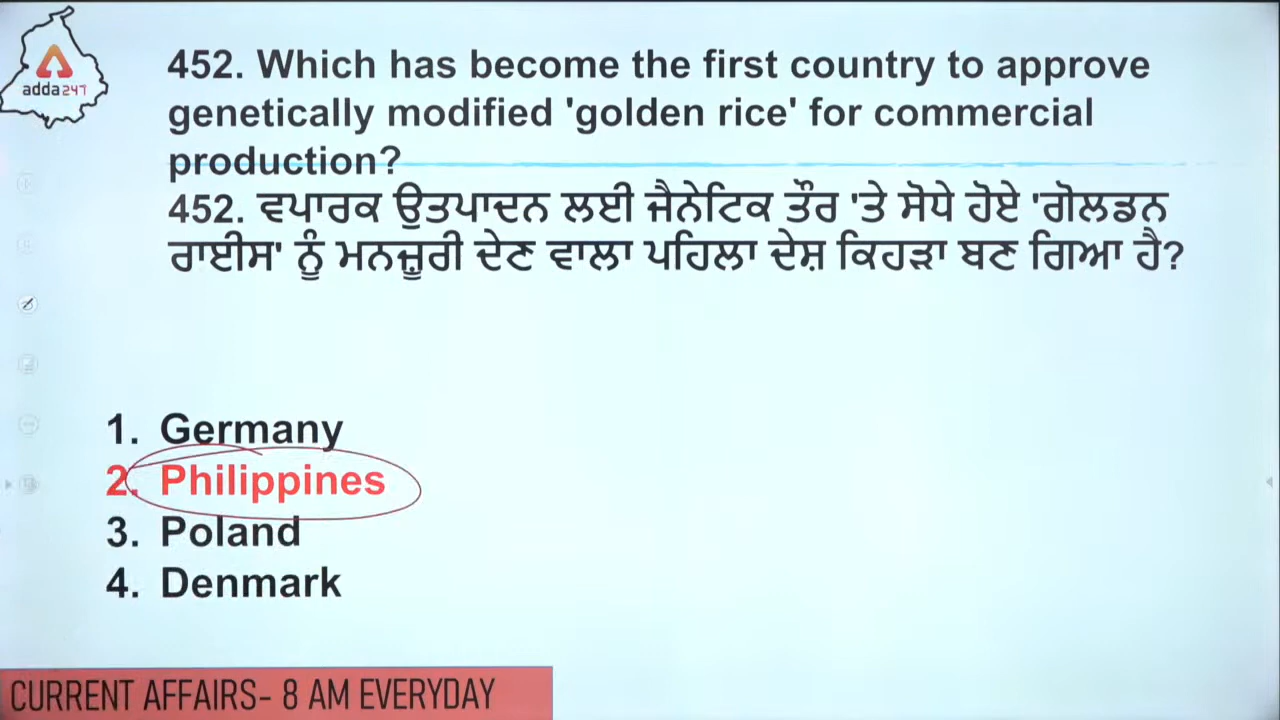 adda247
452. Which has become the first country to approve
genetically modified 'golden rice' for commercial
production?
452. ਵਪਾਰਕ ਉਤਪਾਦਨ ਲਈ ਜੈਨੇਟਿਕ ਤੌਰ 'ਤੇ ਸੋਧੇ ਹੋਏ 'ਗੋਲਡਨ
ਰਾਈਸ' ਨੂੰ ਮਨਜ਼ੂਰੀ ਦੇਣ ਵਾਲਾ ਪਹਿਲਾ ਦੇਸ਼ ਕਿਹੜਾ ਬਣ ਗਿਆ ਹੈ?
1. Germany
2. Philippines
3. Poland
4. Denmark
CURRENT AFFAIRS- 8 AM EVERYDAY